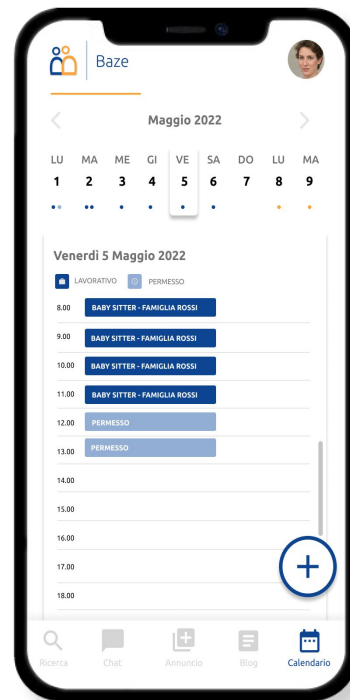 Baze
Maggio 2022
LU MA ME GI VE SA DO LU MA
1 2 3 4 5 6 7 8 9
Venerdì 5 Maggio 2022
LAVORATIVO PERMESSO
8.00 BABY SITTER - FAMIGLIA ROSSI
9.00 BABY SITTER - FAMIGLIA ROSSI
10.00 BABY SITTER - FAMIGLIA ROSSI
11.00 BABY SITTER - FAMIGLIA ROSSI
12.00 PERMESSO
13.00 PERMESSO
14.00
15.00
16.00
17.00
18.00
Ricerca Chat Annuncio Blog Calendario